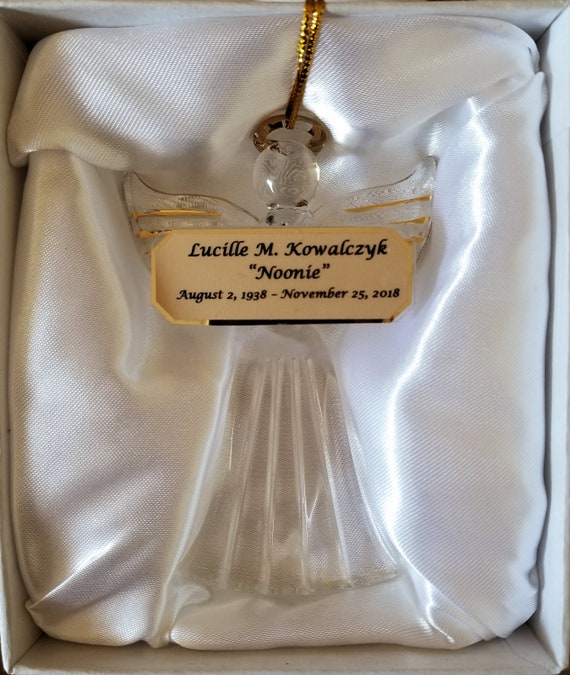 Lucille M. Kowalczyk
"Noonie"
August 2, 1938 - November 25, 2018